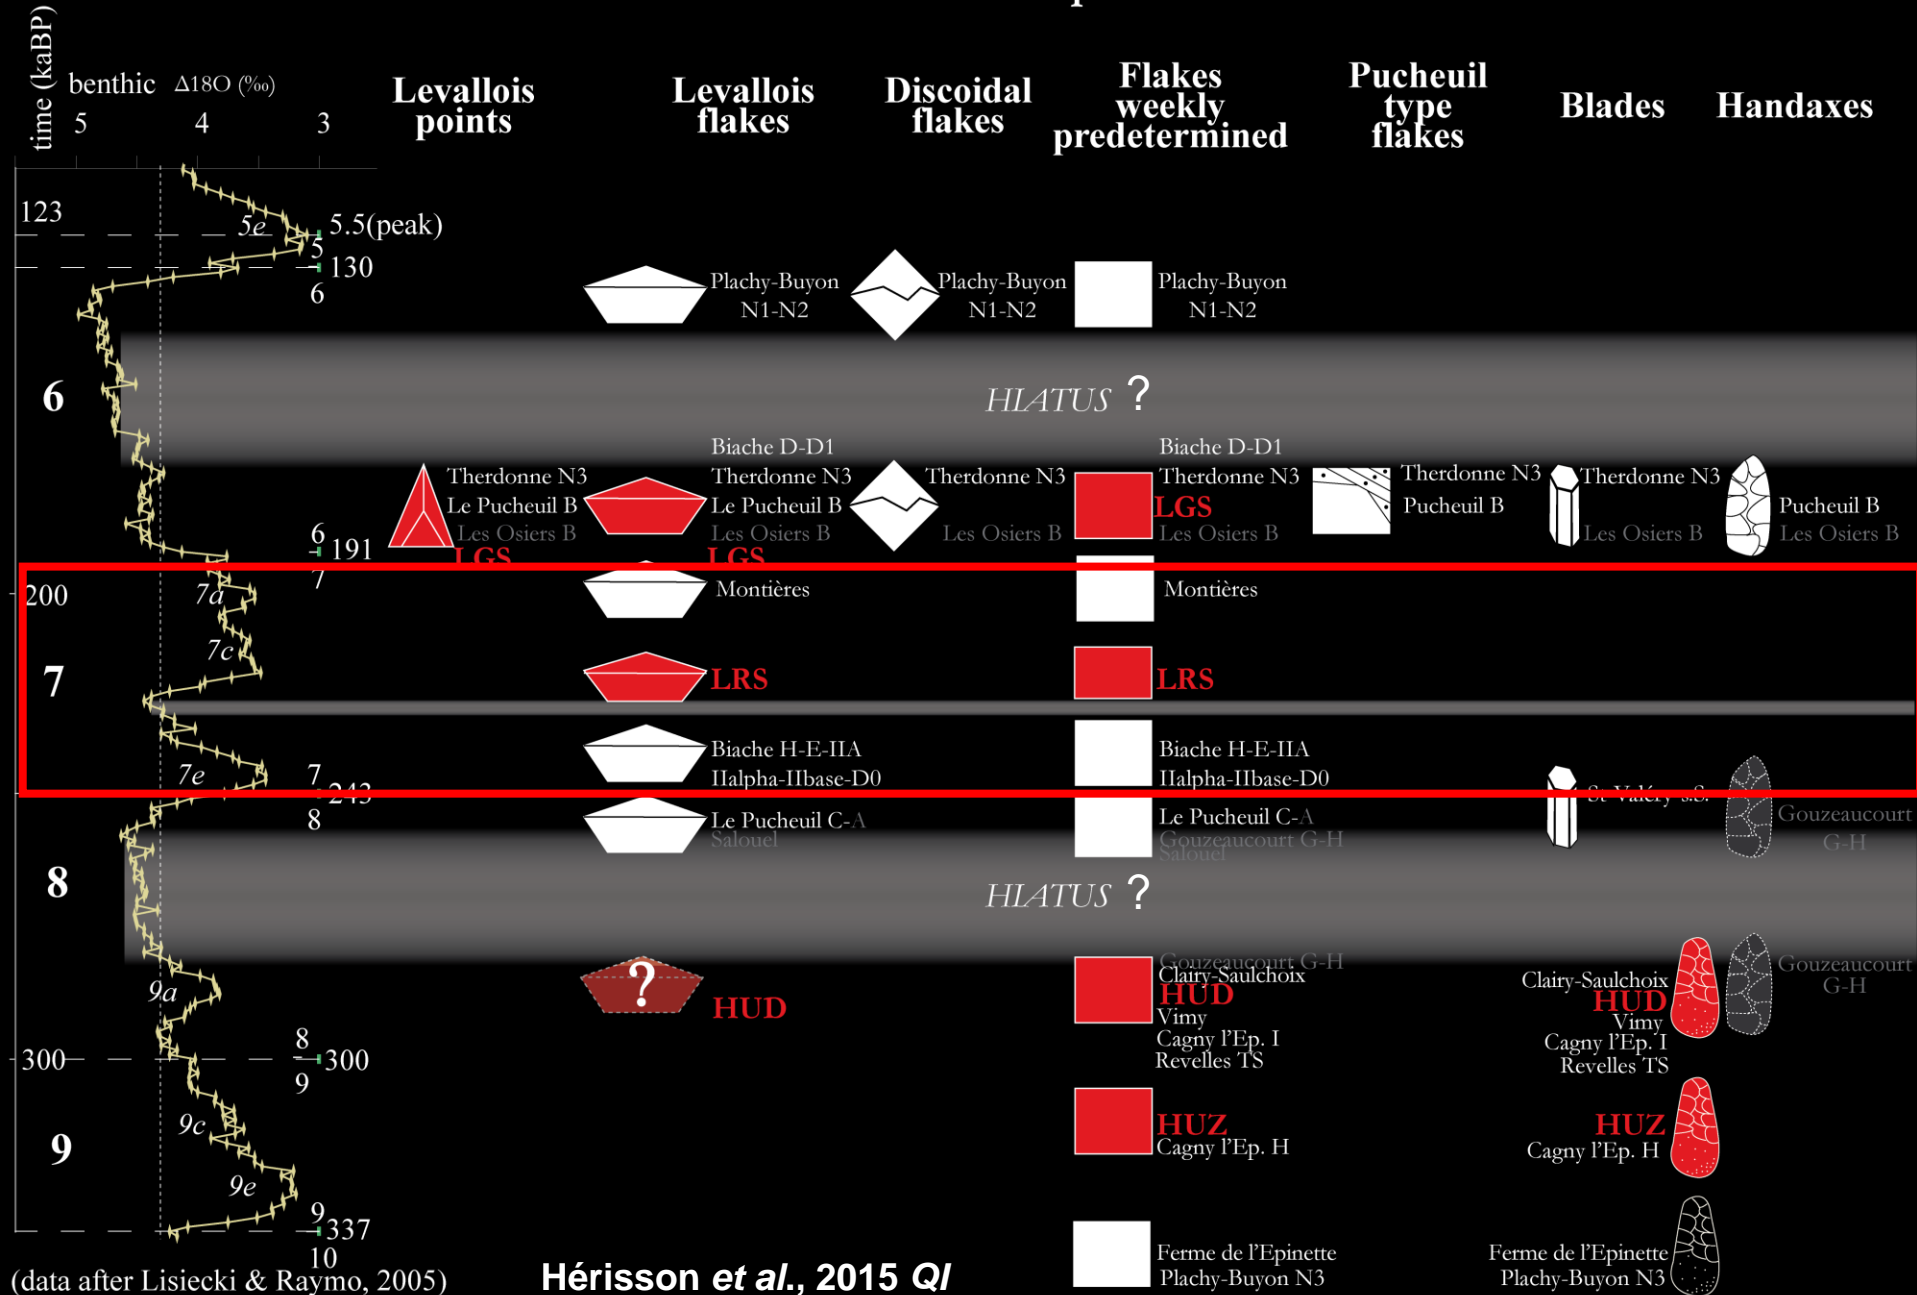 time (kaBP)
benthic Δ18O (‰)
5 4 3
Levallois
points
Levallois
flakes
Discoidal
flakes
Flakes
weekly
predetermined
Pucheuil
type
flakes
Blades
Handaxes
123
5e
5.5(peak)
5
130
6
Plachy-Buyon
N1-N2
Plachy-Buyon
N1-N2
Plachy-Buyon
N1-N2
6
HIATUS ?
Therdonne N3
Le Pucheuil B
Les Osiers B
LGS
Biache D-D1
Therdonne N3
Le Pucheuil B
Les Osiers B
LGS
Therdonne N3
Les Osiers B
Biache D-D1
Therdonne N3
LGS
Les Osiers B
Therdonne N3
Pucheuil B
Therdonne N3
Les Osiers B
Pucheuil B
Les Osiers B
6
191
7
200
7a
Montières
Montières
7c
7
LRS
LRS
7e
Biache H-E-IIA
IIalpha-IIbase-D0
Biache H-E-IIA
IIalpha-IIbase-D0
7
243
8
St-Valéry-s.S.
Gouzeaucourt
G-H
Le Pucheuil C-A
Salouel
Le Pucheuil C-A
Gouzeaucourt G-H
Salouel
8
HIATUS ?
9a
?
HUD
Gouzeaucourt G-H
Clairy-Saulchoix
HUD
Vimy
Cagny l'Ep. I
Revelles TS
Clairy-Saulchoix
HUD
Vimy
Cagny l'Ep. I
Revelles TS
Gouzeaucourt
G-H
300
8
300
9
9c
9
HUZ
Cagny l'Ep. H
HUZ
Cagny l'Ep. H
9e
9
337
10
Ferme de l'Epinette
Plachy-Buyon N3
Ferme de l'Epinette
Plachy-Buyon N3
(data after Lisiecki & Raymo, 2005)
Hérisson et al., 2015 QI